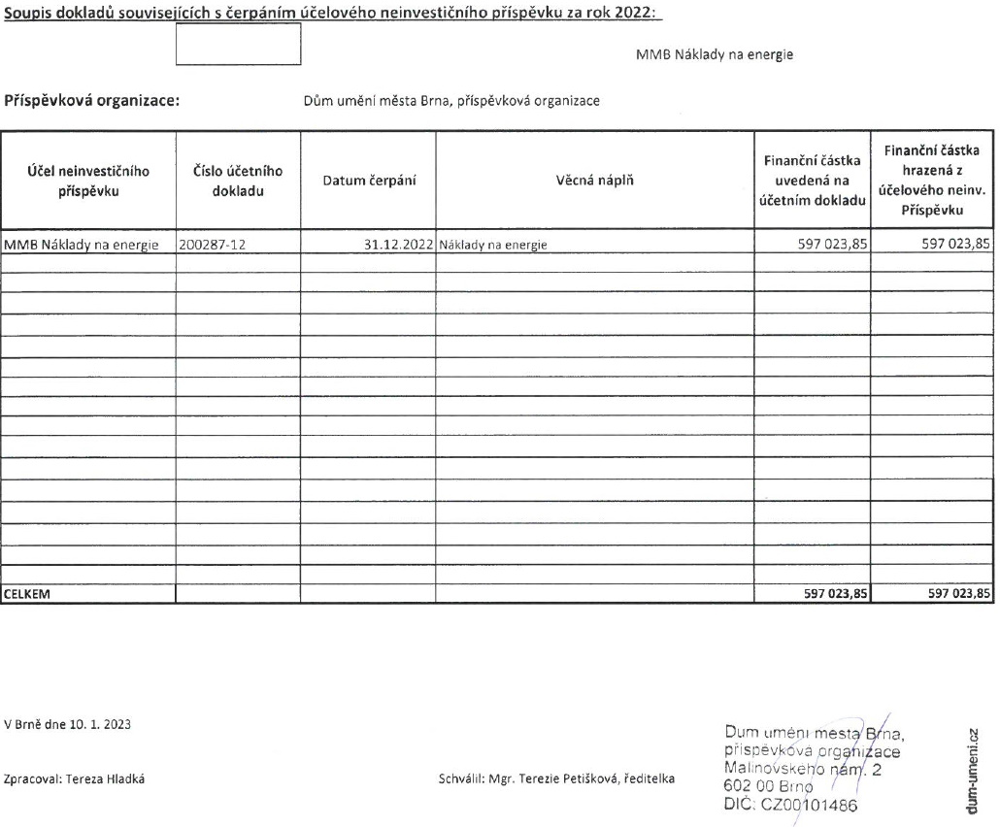 Soupis dokladů souvisejících s čerpáním účelového neinvestičního příspěvku za rok 2022:
MMB Náklady na energie
Příspěvková organizace: Dům umění města Brna, příspěvková organizace
Účel neinvestičního příspěvku
Číslo účetního dokladu
Datum čerpání
Věcná náplň
Finanční částka uvedená na účetním dokladu
Finanční částka hrazená z účelového neinv. Příspěvku
MMB Náklady na energie 200287-12 31.12.2022 Náklady na energie 597 023,85 597 023,85
CELKEM 597 023,85 597 023,85
V Brně dne 10. 1. 2023
Zpracoval: Tereza Hladká
Schválil: Mgr. Terezie Petišková, ředitelka
Dum umění mesta Brna,
příspěvková organizace
Malinovskeho nám. 2
602 00 Brno
DIČ: CZ00101486
dum-umeni.cz